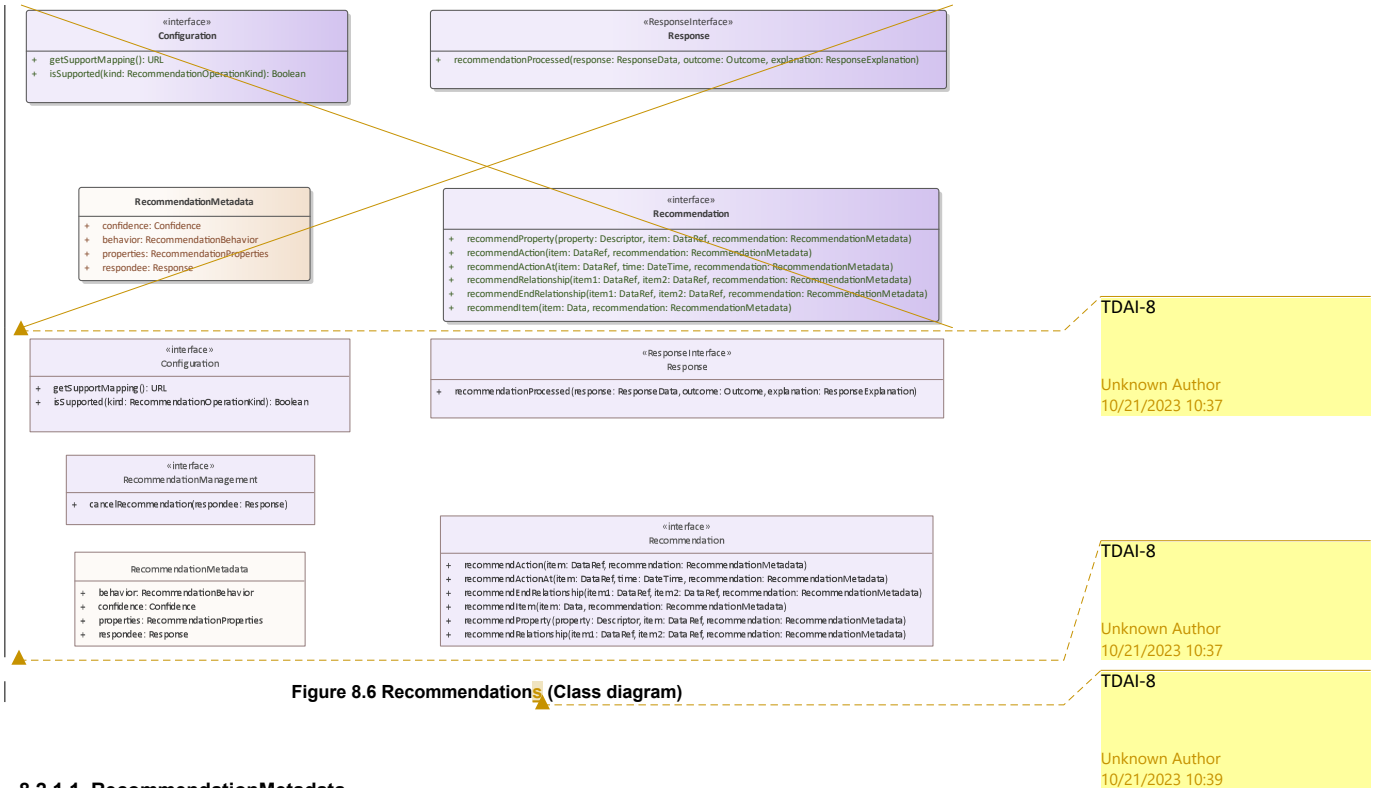 «interface»
Configuration
+ getSupportMapping(): URL
+ isSupported(kind: RecommendationOperationKind): Boolean
«ResponseInterface»
Response
+ recommendationProcessed(response: ResponseData, outcome: Outcome, explanation: ResponseExplanation)
RecommendationMetadata
+ confidence: Confidence
+ behavior: RecommendationBehavior
+ properties: RecommendationProperties
+ respondee: Response
«interface»
Recommendation
+ recommendProperty(property: Descriptor, item: DataRef, recommendation: RecommendationMetadata)
+ recommendAction(item: DataRef, recommendation: RecommendationMetadata)
+ recommendActionAt(item: DataRef, time: DateTime, recommendation: RecommendationMetadata)
+ recommendRelationship(item1: DataRef, item2: DataRef, recommendation: RecommendationMetadata)
+ recommendEndRelationship(item1: DataRef, item2: DataRef, recommendation: RecommendationMetadata)
+ recommendItem(item: Data, recommendation: RecommendationMetadata)
TDAI-8
Unknown Author
10/21/2023 10:37
«interface»
Configuration
+ getSupportMapping(): URL
+ isSupported(kind: RecommendationOperationKind): Boolean
«ResponseInterface»
Response
+ recommendationProcessed(response: ResponseData, outcome: Outcome, explanation: ResponseExplanation)
«interface»
RecommendationManagement
+ cancelRecommendation(respondee: Response)
RecommendationMetadata
+ behavior: RecommendationBehavior
+ confidence: Confidence
+ properties: RecommendationProperties
+ respondee: Response
«interface»
Recommendation
+ recommendAction(item: DataRef, recommendation: RecommendationMetadata)
+ recommendActionAt(item: DataRef, time: DateTime, recommendation: RecommendationMetadata)
+ recommendEndRelationship(item1: DataRef, item2: DataRef, recommendation: RecommendationMetadata)
+ recommendItem(item: Data, recommendation: RecommendationMetadata)
+ recommendProperty(property: Descriptor, item: DataRef, recommendation: RecommendationMetadata)
+ recommendRelationship(item1: DataRef, item2: DataRef, recommendation: RecommendationMetadata)
TDAI-8
Unknown Author
10/21/2023 10:37
Figure 8.6 Recommendations (Class diagram)
TDAI-8
Unknown Author
10/21/2023 10:39
8.2.1.1 RecommendationMetadata